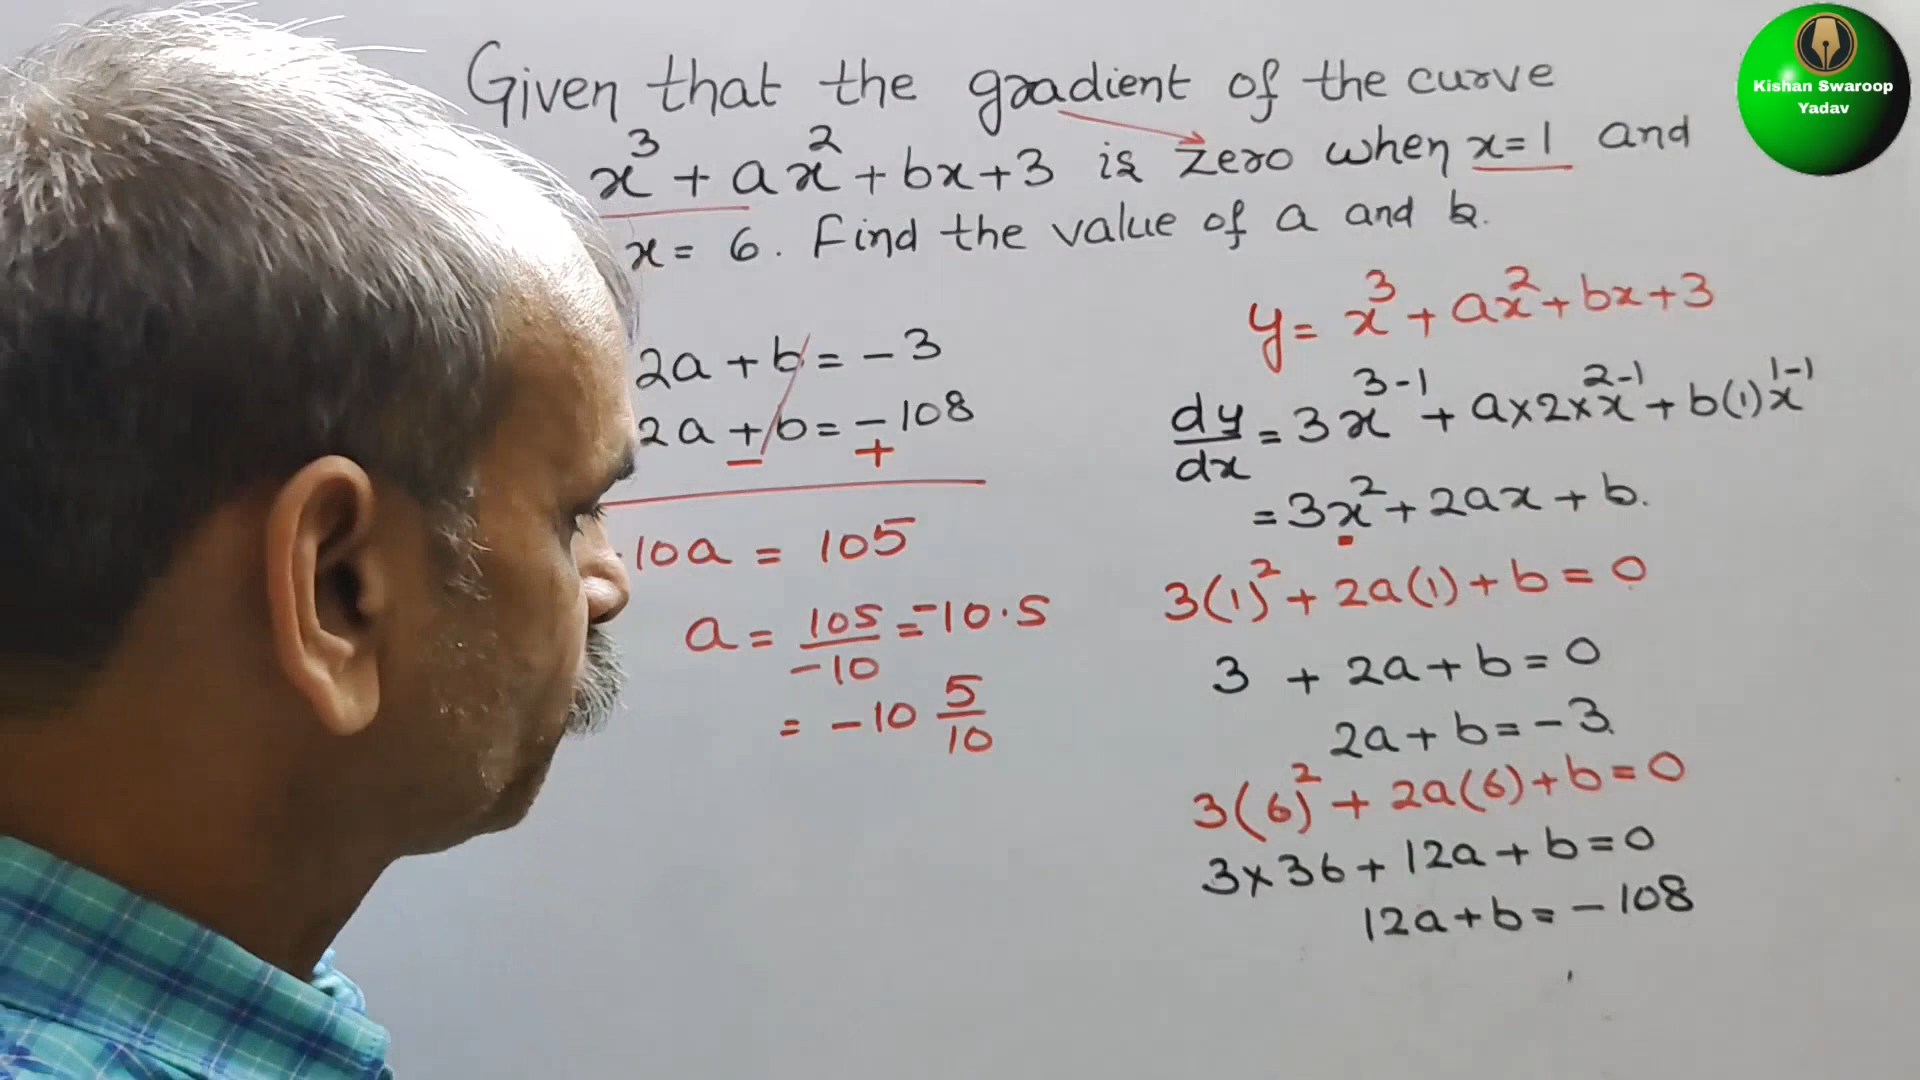 Given that the gradient of the curve
x³ + ax² + bx + 3 is zero when x = 1 and
x = 6. Find the value of a and b.
2a + b = - 3
2a + b = - 108
- +
10a = 105
a = 105/-10 = -10.5
= -10 5/10
y = x³ + ax² + bx + 3
dy/dx = 3x³⁻¹ + a×2×x²⁻¹ + b(1)x¹⁻¹
= 3x² + 2ax + b.
3(1)² + 2a(1) + b = 0
3 + 2a + b = 0
2a + b = - 3
3(6)² + 2a(6) + b = 0
3×36 + 12a + b = 0
12a + b = - 108
Kishan Swaroop
Yadav